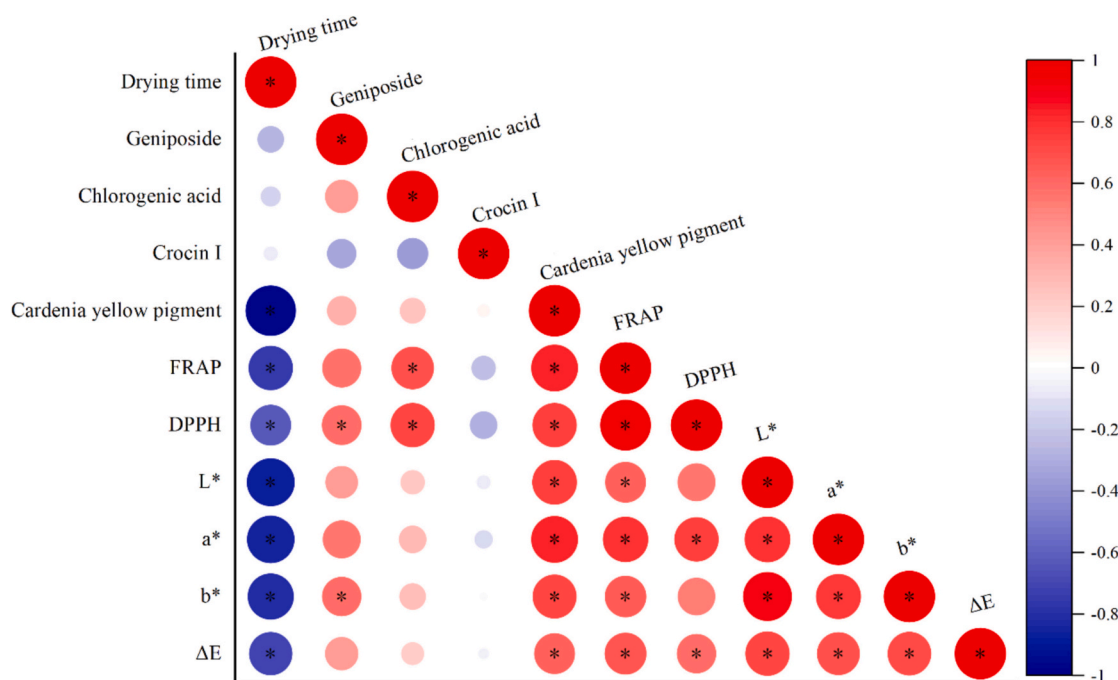 Drying time
Geniposide
Chlorogenic acid
Crocin I
Cardenia yellow pigment
FRAP
DPPH
L*
a*
b*
ΔE
Drying time
*
Geniposide
*
Chlorogenic acid
*
Crocin I
*
Cardenia yellow pigment
* *
FRAP
* * * *
DPPH
* * * * * *
L*
* * * *
a*
* * * * * *
b*
* * * * * * *
ΔE
* * * * * * * *
1
0.8
0.6
0.4
0.2
0
-0.2
-0.4
-0.6
-0.8
-1